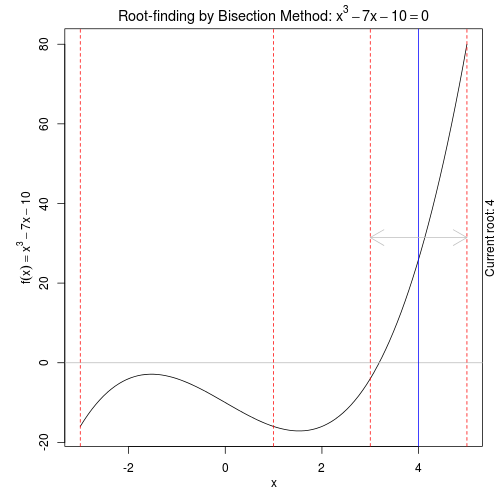 Root-finding by Bisection Method: x³ − 7x − 10 = 0
f(x) = x³ − 7x − 10
80
60
40
20
0
-20
-2
0
2
4
x
Current root: 4